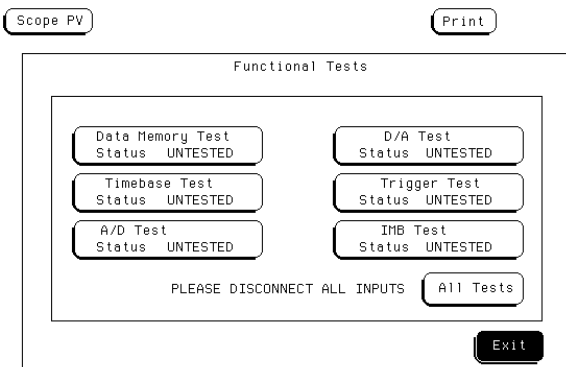 Scope PV Print
Functional Tests
Data Memory Test
Status UNTESTED
D/A Test
Status UNTESTED
Timebase Test
Status UNTESTED
Trigger Test
Status UNTESTED
A/D Test
Status UNTESTED
IMB Test
Status UNTESTED
PLEASE DISCONNECT ALL INPUTS All Tests
Exit